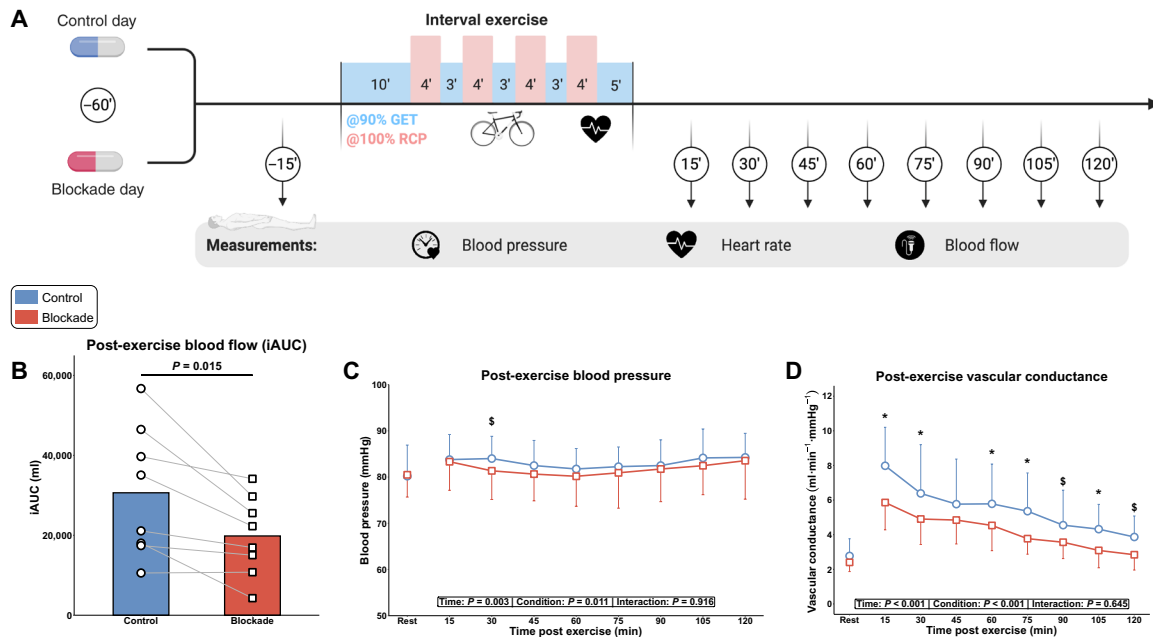 A
Control day
–60'
Blockade day
Interval exercise
10' 4' 3' 4' 3' 4' 3' 4' 5'
@90% GET
@100% RCP
–15'
15' 30' 45' 60' 75' 90' 105' 120'
Measurements: Blood pressure Heart rate Blood flow
Control
Blockade
B
Post-exercise blood flow (iAUC)
P = 0.015
60,000
40,000
20,000
0
iAUC (ml)
Control Blockade
C
Post-exercise blood pressure
100
90
80
70
60
50
Blood pressure (mmHg)
$
Time: P = 0.003 | Condition: P = 0.011 | Interaction: P = 0.916
Rest 15 30 45 60 75 90 105 120
Time post exercise (min)
D
Post-exercise vascular conductance
12
10
8
6
4
2
0
Vascular conductance (ml·min⁻¹·mmHg⁻¹)
* * * * $ * $
Time: P < 0.001 | Condition: P < 0.001 | Interaction: P = 0.645
Rest 15 30 45 60 75 90 105 120
Time post exercise (min)